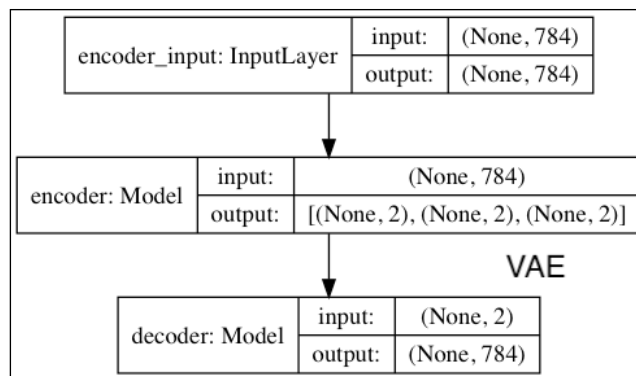 encoder_input: InputLayer
input: (None, 784)
output: (None, 784)
encoder: Model
input: (None, 784)
output: [(None, 2), (None, 2), (None, 2)]
VAE
decoder: Model
input: (None, 2)
output: (None, 784)